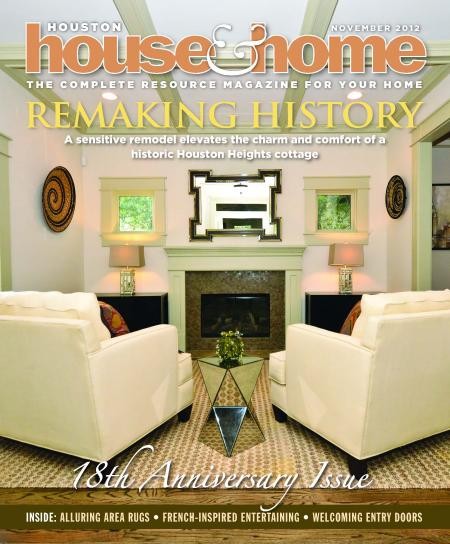 HOUSTON
NOVEMBER 2012
house&home
THE COMPLETE RESOURCE MAGAZINE FOR YOUR HOME
REMAKING HISTORY
A sensitive remodel elevates the charm and comfort of a
historic Houston Heights cottage
18th Anniversary Issue
INSIDE: ALLURING AREA RUGS • FRENCH-INSPIRED ENTERTAINING • WELCOMING ENTRY DOORS